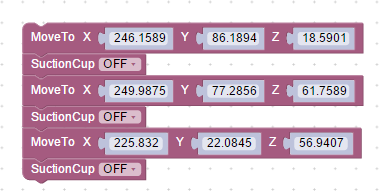 MoveTo X 246.1589 Y 86.1894 Z 18.5901
SuctionCup OFF
MoveTo X 249.9875 Y 77.2856 Z 61.7589
SuctionCup OFF
MoveTo X 225.832 Y 22.0845 Z 56.9407
SuctionCup OFF